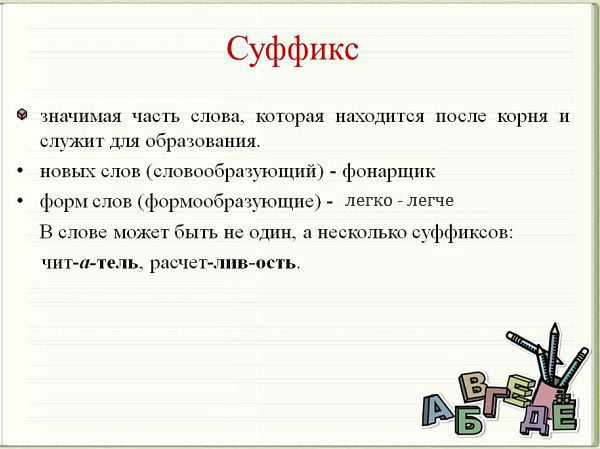 Суффикс
значимая часть слова, которая находится после корня и
служит для образования.
• новых слов (словообразующий) - фонарщик
• форм слов (формообразующие) - легко - легче
В слове может быть не один, а несколько суффиксов:
чит-а-тель, расчет-лив-ость.
АБВГДЕЁ